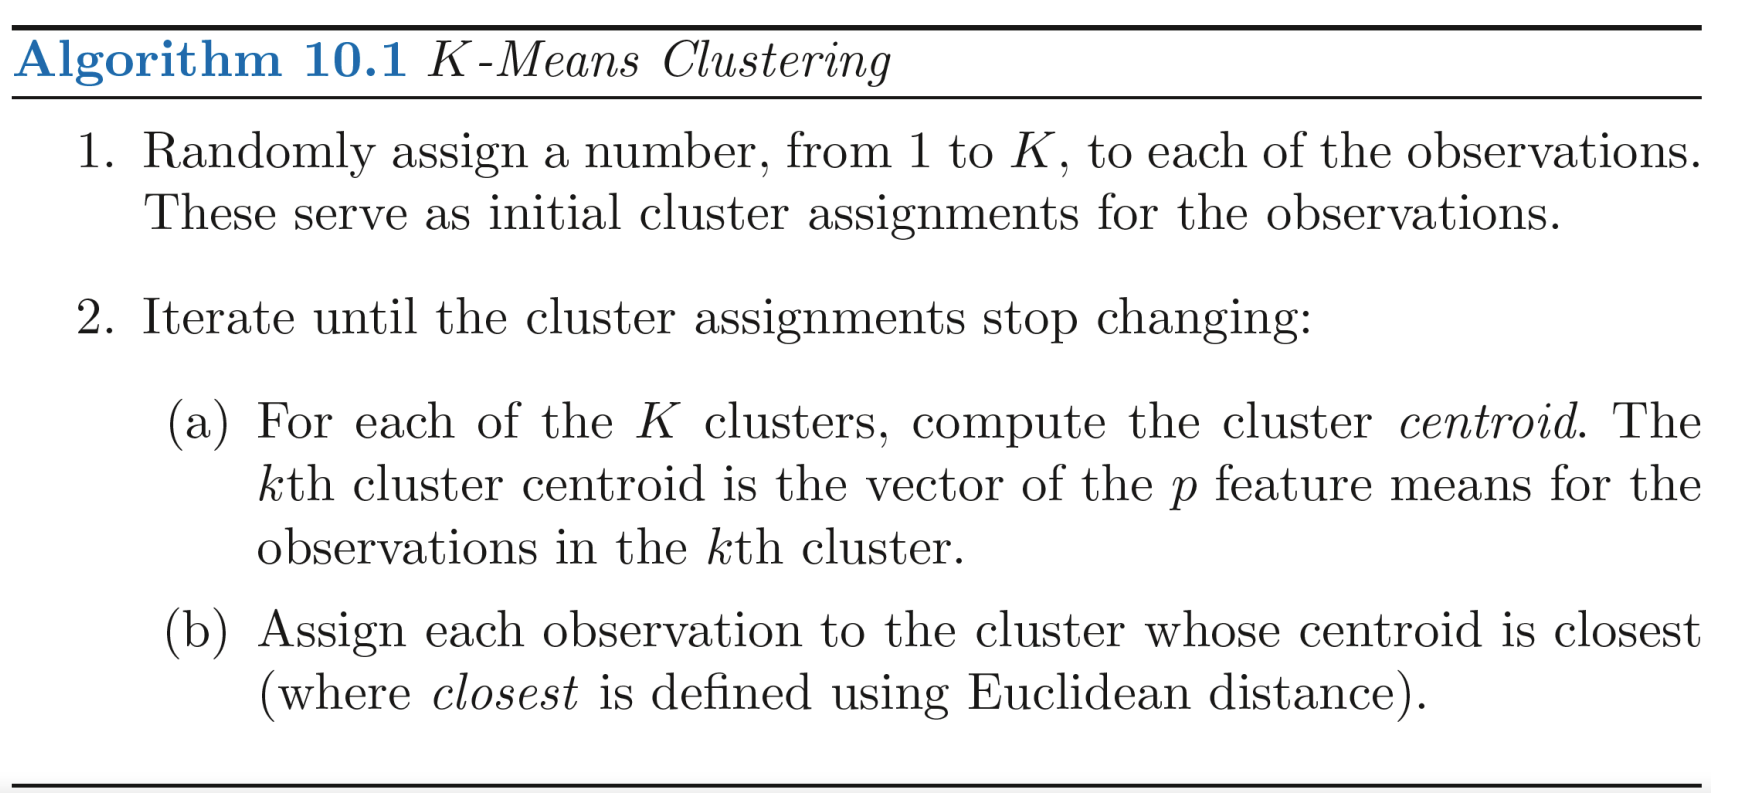 Algorithm 10.1 K-Means Clustering
1. Randomly assign a number, from 1 to K, to each of the observations.
These serve as initial cluster assignments for the observations.
2. Iterate until the cluster assignments stop changing:
(a) For each of the K clusters, compute the cluster centroid. The
kth cluster centroid is the vector of the p feature means for the
observations in the kth cluster.
(b) Assign each observation to the cluster whose centroid is closest
(where closest is defined using Euclidean distance).